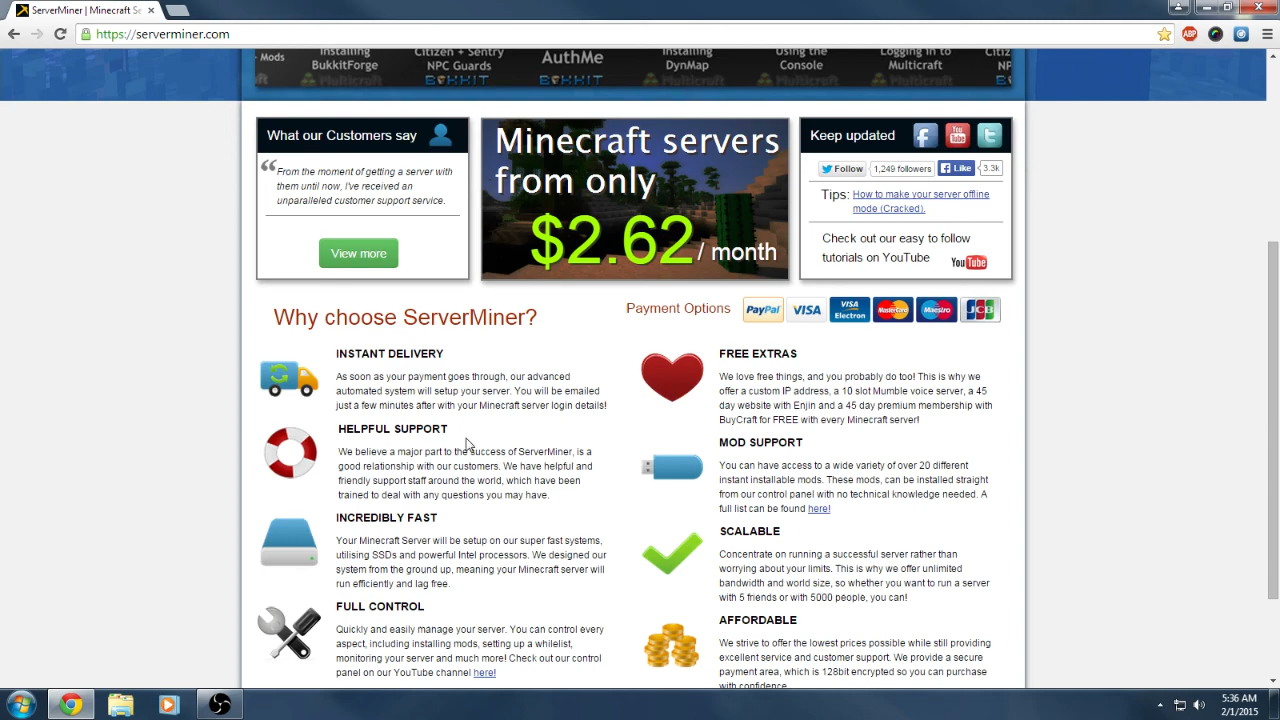 ServerMiner | Minecraft Se
https://serverminer.com
ABP
Mods
Installing
BukkitForge
Citizen + Sentry
NPC Guards
BUKKIT
AuthMe
BUKKIT
Installing
DynMap
Multicraft
Using the
Console
Multicraft
Logging in to
Multicraft
Multicraft
Citiz
NP
What our Customers say
From the moment of getting a server with
them until now, I've received an
unparalleled customer support service.
View more
Minecraft servers
from only
$2.62 / month
Keep updated
You Tube
Follow 1,249 followers Like 3.3k
Tips: How to make your server offline
mode (Cracked).
Check out our easy to follow
tutorials on YouTube
YouTube
Why choose ServerMiner?
Payment Options
PayPal VISA VISA Electron MasterCard Maestro JCB
INSTANT DELIVERY
As soon as your payment goes through, our advanced
automated system will setup your server. You will be emailed
just a few minutes after with your Minecraft server login details!
HELPFUL SUPPORT
We believe a major part to the success of ServerMiner, is a
good relationship with our customers. We have helpful and
friendly support staff around the world, which have been
trained to deal with any questions you may have.
INCREDIBLY FAST
Your Minecraft Server will be setup on our super fast systems,
utilising SSDs and powerful Intel processors. We designed our
system from the ground up, meaning your Minecraft server will
run efficiently and lag free.
FULL CONTROL
Quickly and easily manage your server. You can control every
aspect, including installing mods, setting up a whitelist,
monitoring your server and much more! Check out our control
panel on our YouTube channel here!
FREE EXTRAS
We love free things, and you probably do too! This is why we
offer a custom IP address, a 10 slot Mumble voice server, a 45
day website with Enjin and a 45 day premium membership with
BuyCraft for FREE with every Minecraft server!
MOD SUPPORT
You can have access to a wide variety of over 20 different
instant installable mods. These mods, can be installed straight
from our control panel with no technical knowledge needed. A
full list can be found here!
SCALABLE
Concentrate on running a successful server rather than
worrying about your limits. This is why we offer unlimited
bandwidth and world size, so whether you want to run a server
with 5 friends or with 5000 people, you can!
AFFORDABLE
We strive to offer the lowest prices possible while still providing
excellent service and customer support. We provide a secure
payment area, which is 128bit encrypted so you can purchase
with confidence.
5:36 AM
2/1/2015